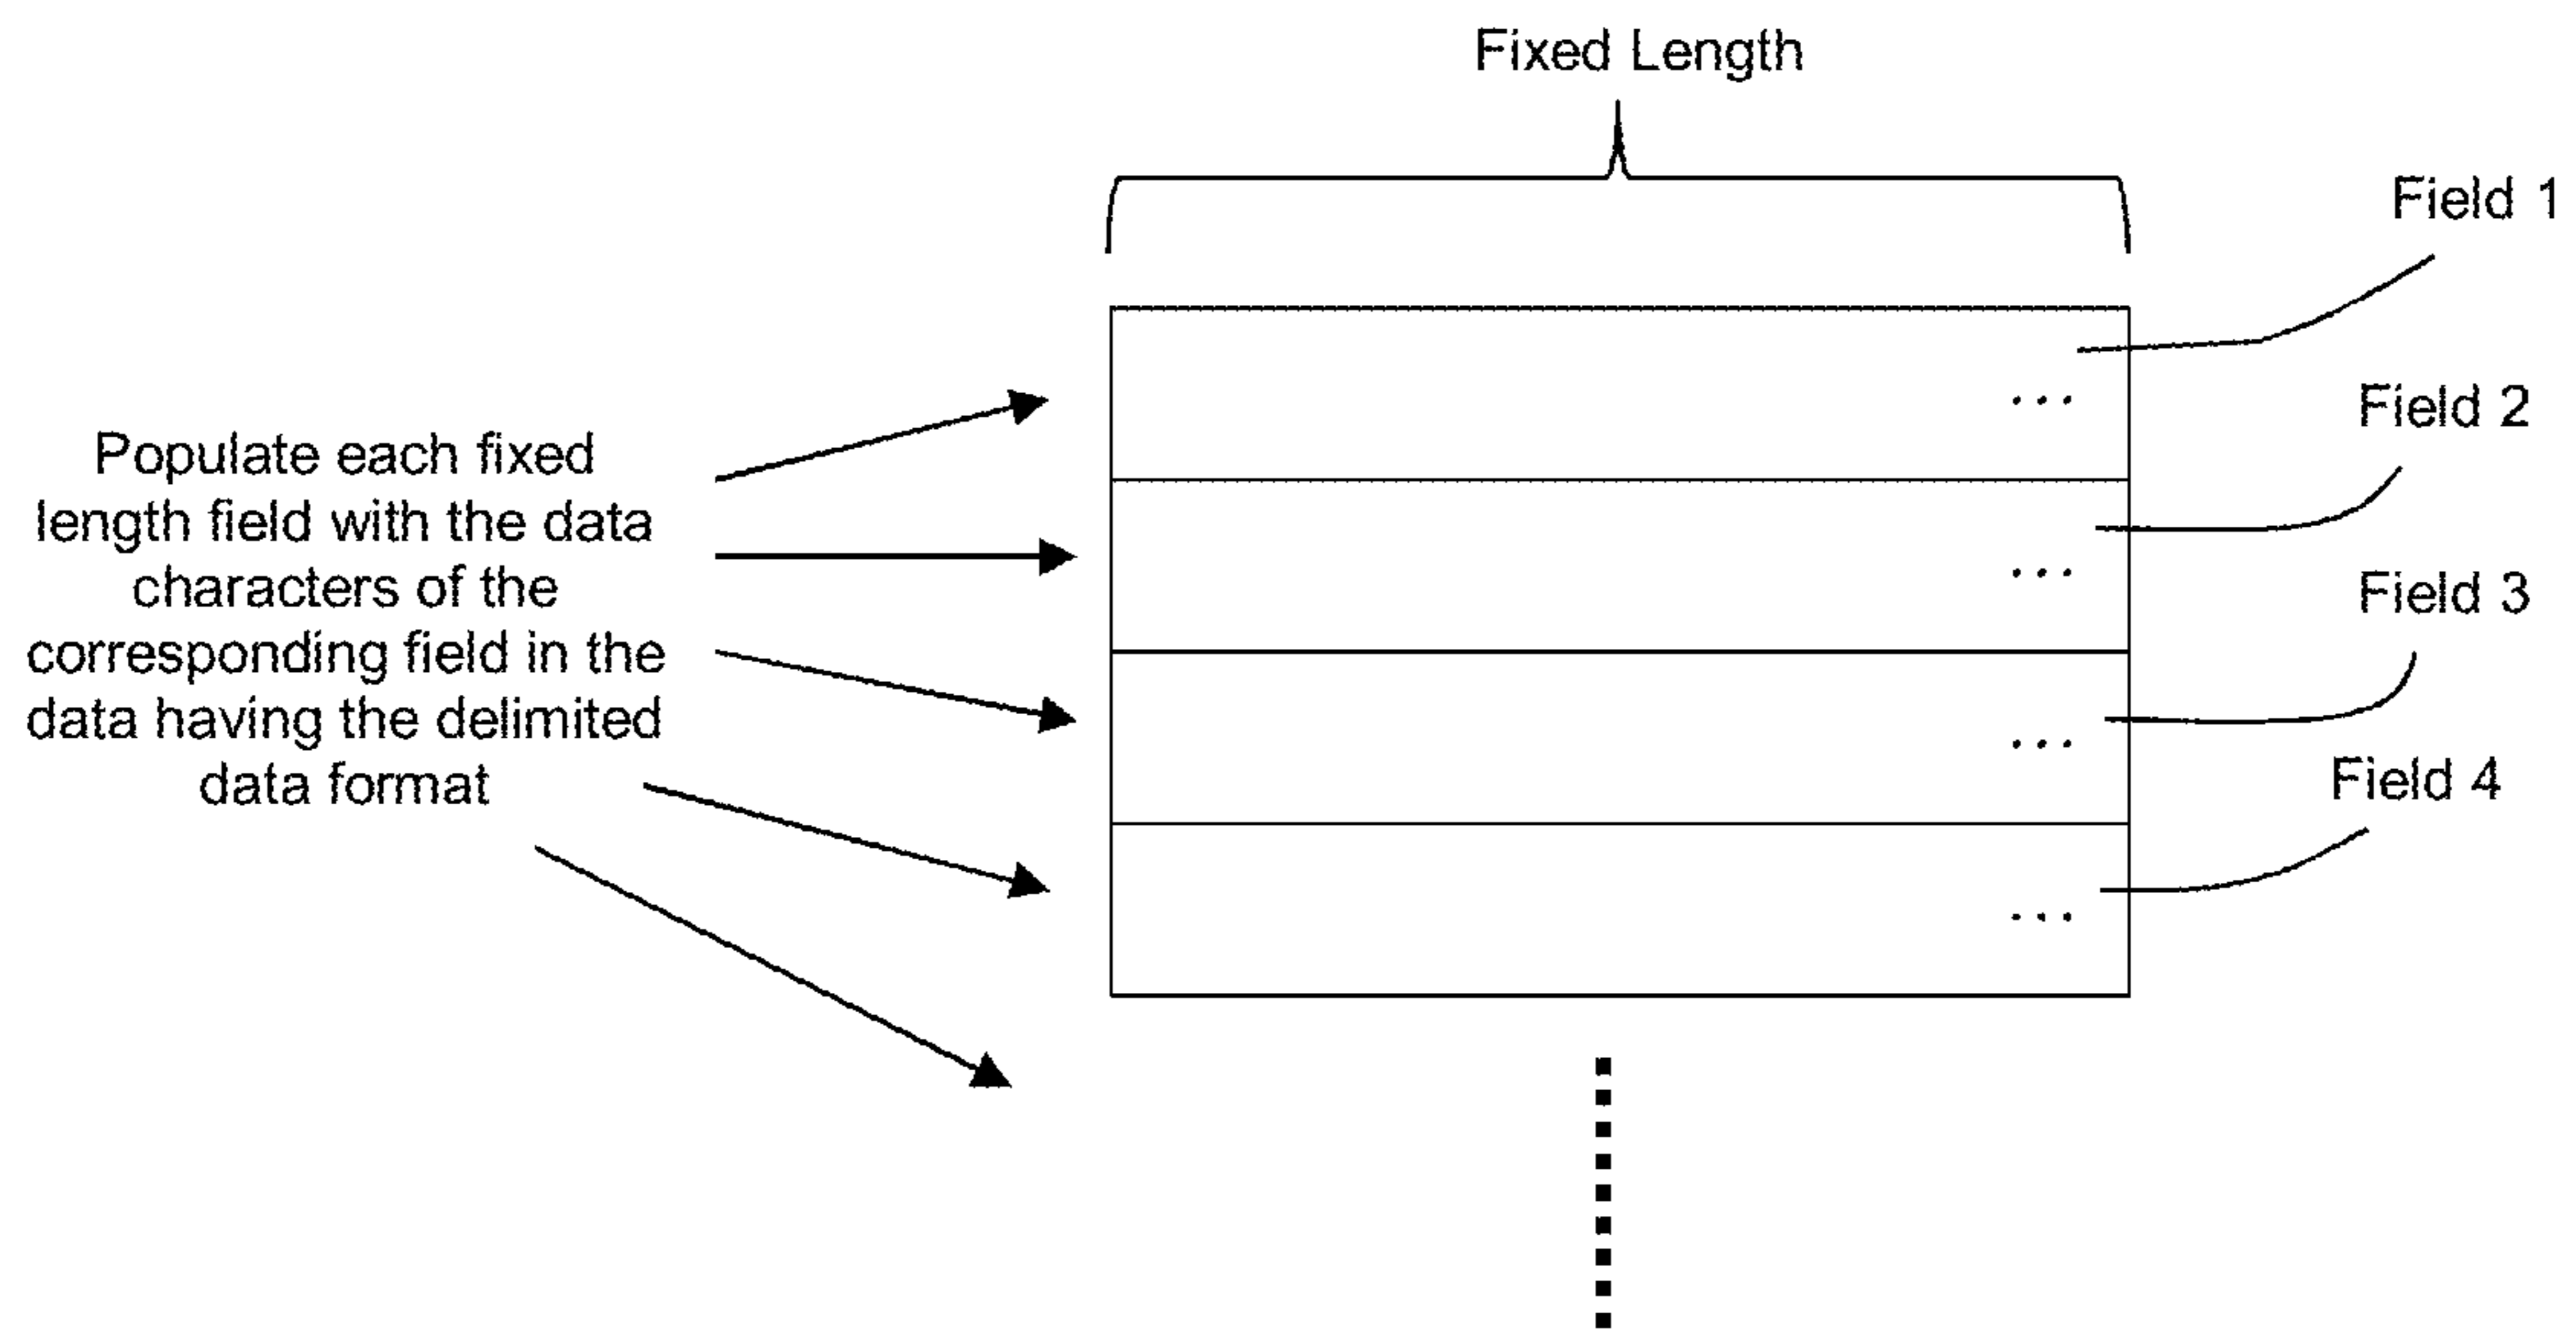 Fixed Length
Field 1
Field 2
Populate each fixed
length field with the data
characters of the
corresponding field in the
data having the delimited
data format
Field 3
Field 4
...
...
...
...